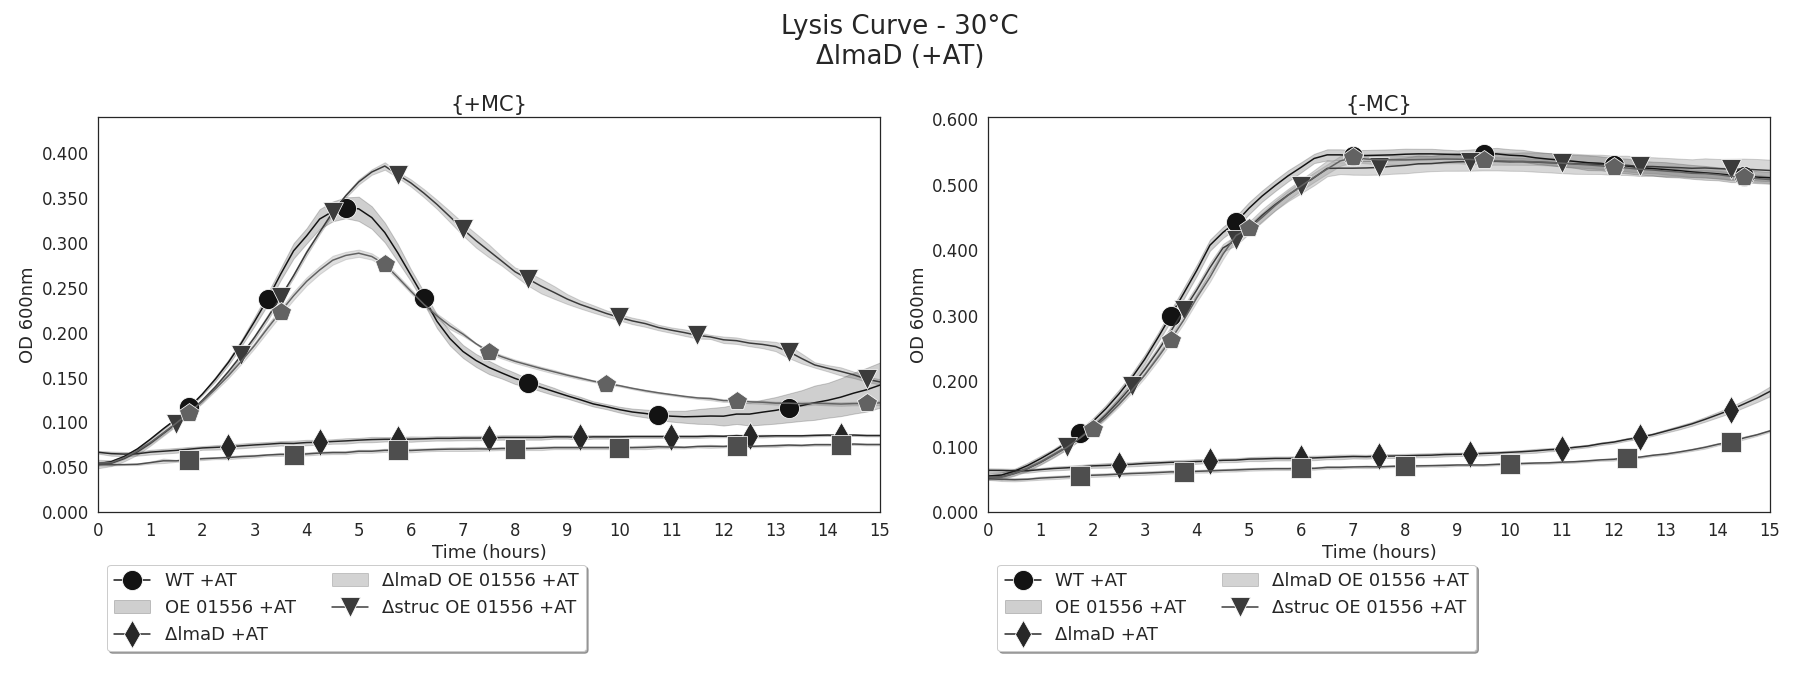 Lysis Curve - 30°C
ΔlmaD (+AT)
{+MC}
0.400
0.350
0.300
0.250
0.200
0.150
0.100
0.050
0.000
OD 600nm
0 1 2 3 4 5 6 7 8 9 10 11 12 13 14 15
Time (hours)
WT +AT
OE 01556 +AT
ΔlmaD +AT
ΔlmaD OE 01556 +AT
Δstruc OE 01556 +AT
{-MC}
0.600
0.500
0.400
0.300
0.200
0.100
0.000
OD 600nm
0 1 2 3 4 5 6 7 8 9 10 11 12 13 14 15
Time (hours)
WT +AT
OE 01556 +AT
ΔlmaD +AT
ΔlmaD OE 01556 +AT
Δstruc OE 01556 +AT